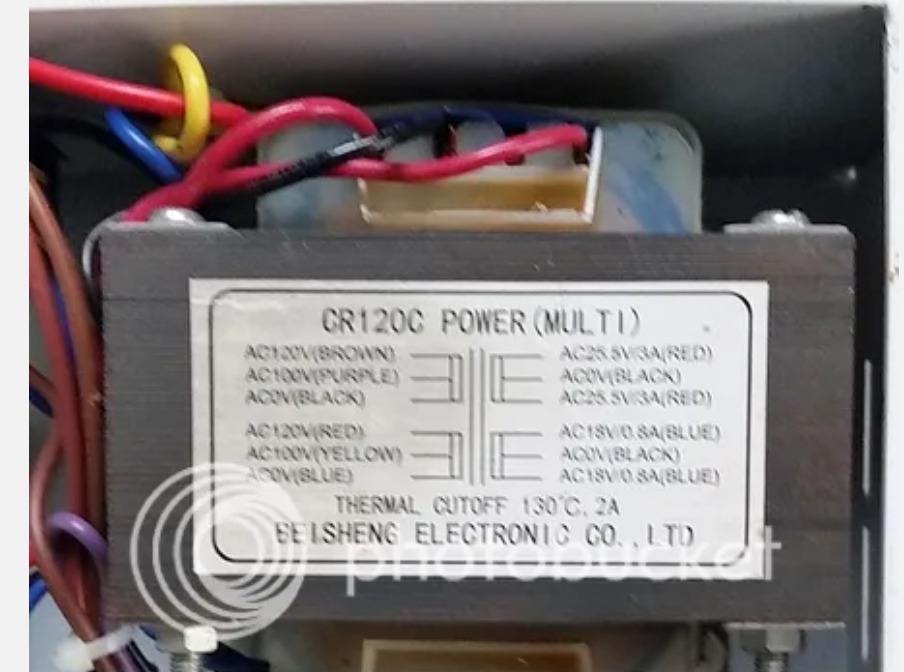 CR120C POWER(MULTI)
AC120V(BROWN)
AC100V(PURPLE)
AC0V(BLACK)
AC25.5V/3A(RED)
AC0V(BLACK)
AC25.5V/3A(RED)
AC120V(RED)
AC100V(YELLOW)
AC0V(BLUE)
AC18V/0.8A(BLUE)
AC0V(BLACK)
AC18V/0.8A(BLUE)
THERMAL CUTOFF 130°C, 2A
BEISHENG ELECTRONIC CO.,LTD
photobucket